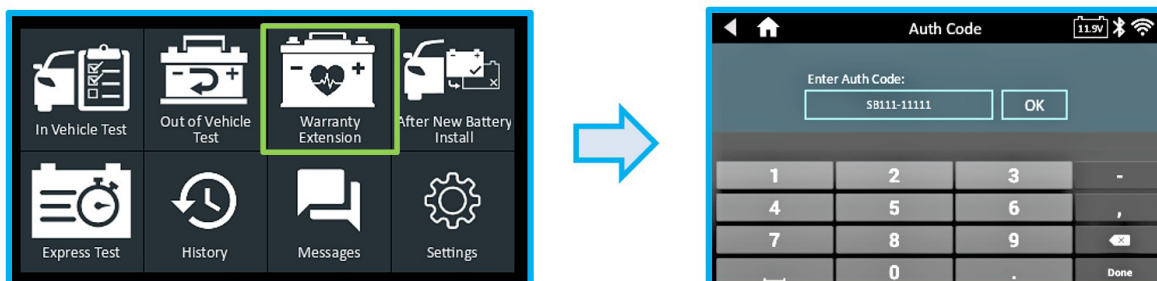 In Vehicle Test
Out of Vehicle
Test
Warranty
Extension
After New Battery
Install
Express Test
History
Messages
Settings
Auth Code
11.9V
Enter Auth Code:
SB111-11111
OK
1 2 3 -
4 5 6 ,
7 8 9
0 . Done